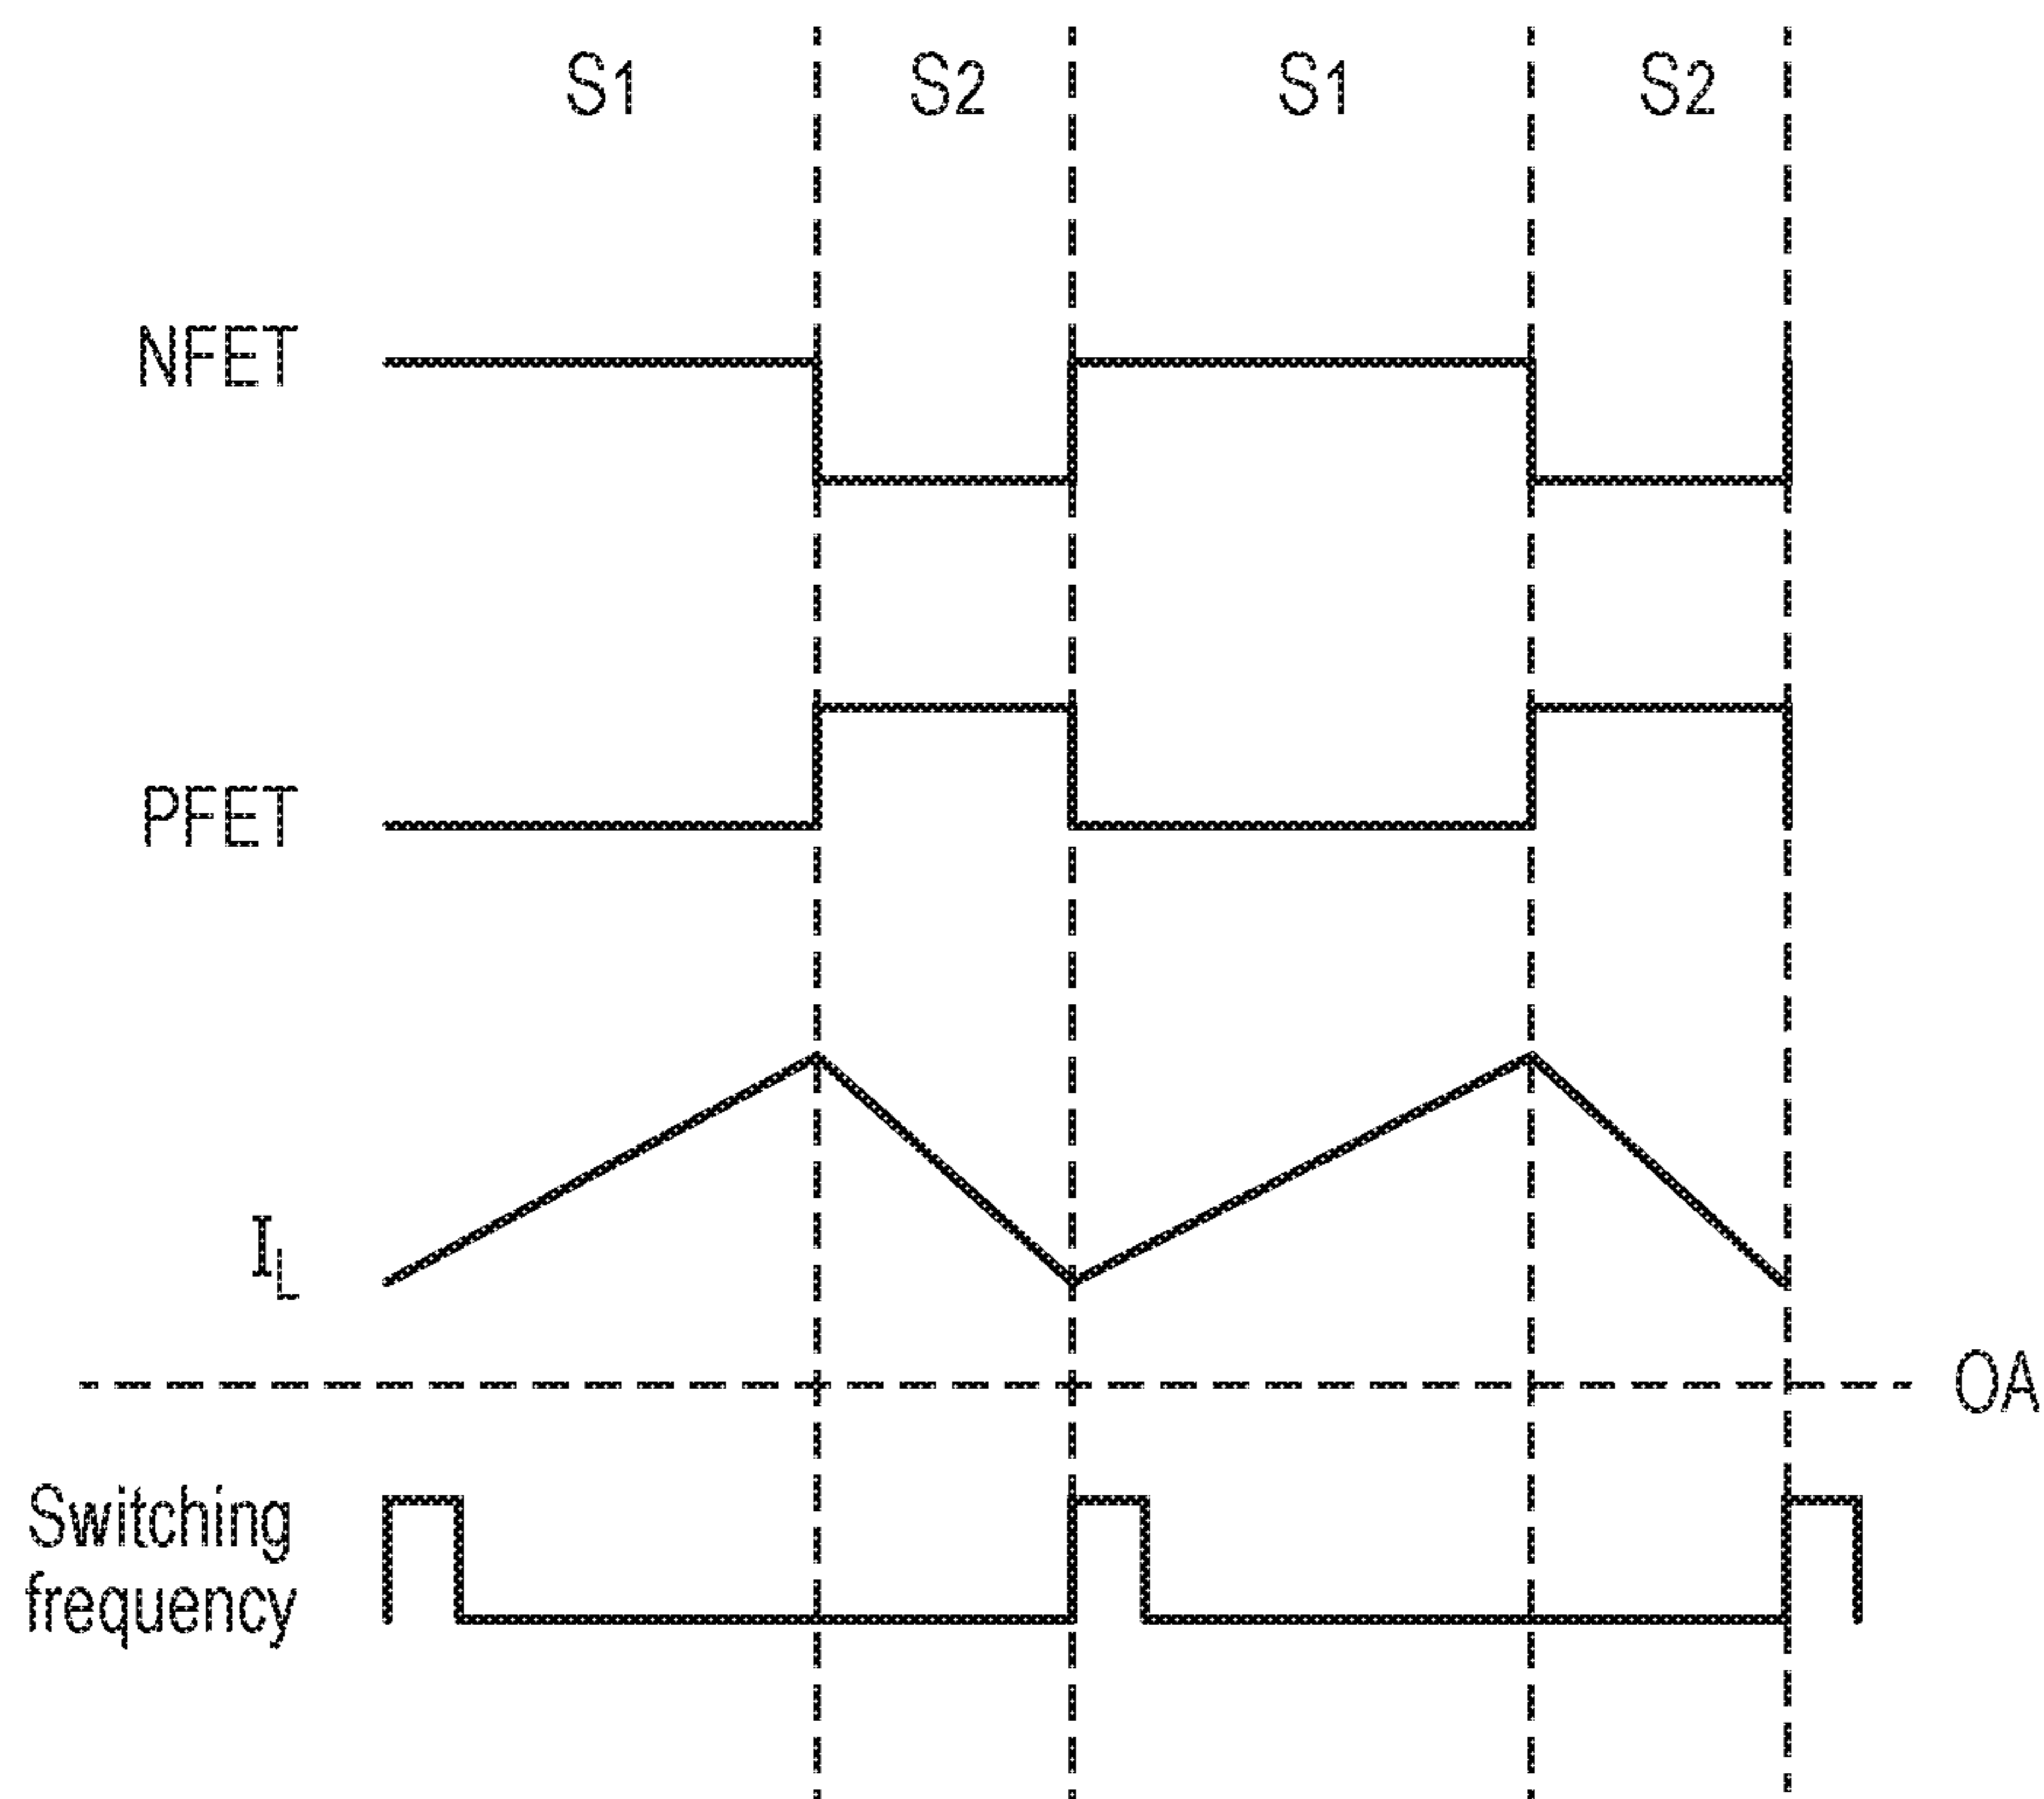 S1 S2 S1 S2
NFET
PFET
IL
OA
Switching
frequency